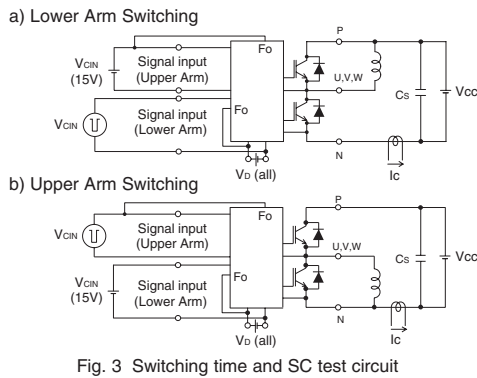 a) Lower Arm Switching
P
Fo
VCIN
(15V)
Signal input
(Upper Arm)
U,V,W
CS
VCC
Signal input
(Lower Arm)
Fo
VCIN
N
IC
VD (all)
b) Upper Arm Switching
P
Fo
VCIN
Signal input
(Upper Arm)
U,V,W
CS
VCC
VCIN
(15V)
Signal input
(Lower Arm)
Fo
N
IC
VD (all)
Fig. 3 Switching time and SC test circuit